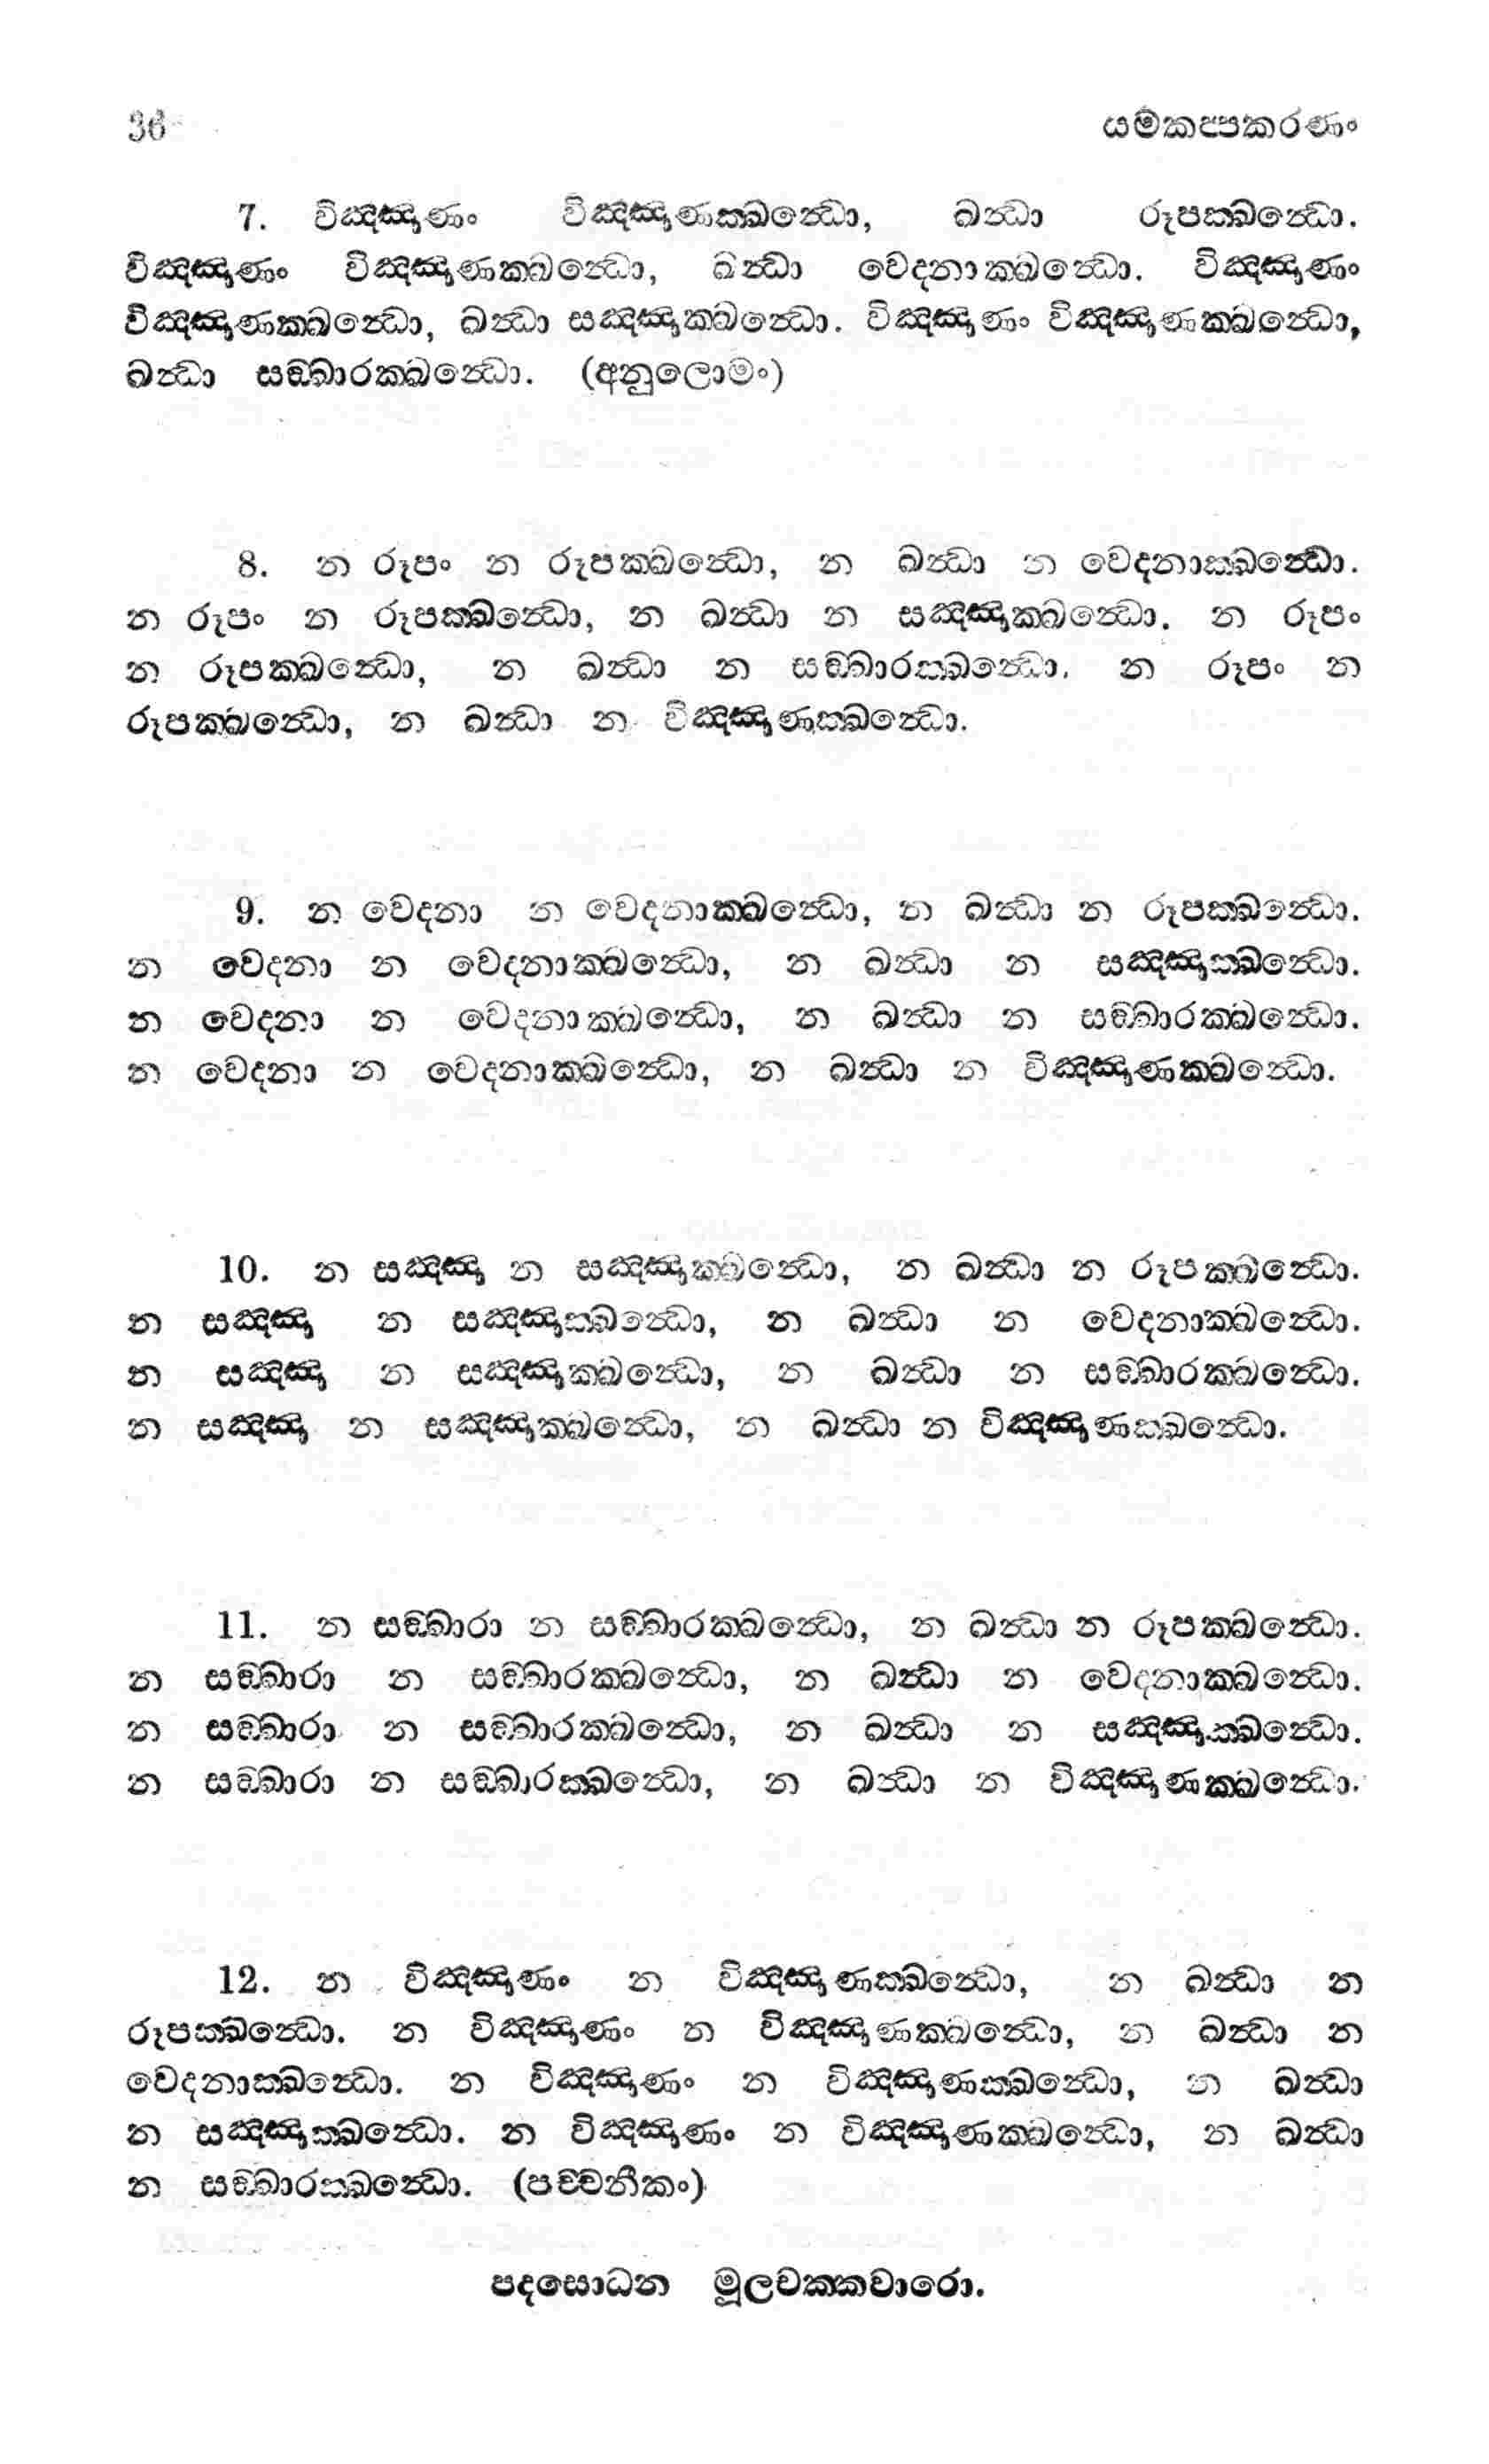 36 යමකප්පකරණං
7. විඤ්ඤාණං විඤ්ඤාණක්ඛන්ධො, ඛන්ධා රූපක්ඛන්ධො.
විඤ්ඤාණං විඤ්ඤාණක්ඛන්ධො, ඛන්ධා වෙදනාක්ඛන්ධො. විඤ්ඤාණං
විඤ්ඤාණක්ඛන්ධො, ඛන්ධා සඤ්ඤාක්ඛන්ධො. විඤ්ඤාණං විඤ්ඤාණක්ඛන්ධො,
ඛන්ධා සඞ්ඛාරක්ඛන්ධො. (අනුලොමං)
8. න රූපං න රූපක්ඛන්ධො, න ඛන්ධා න වෙදනාක්ඛන්ධො.
න රූපං න රූපක්ඛන්ධො, න ඛන්ධා න සඤ්ඤාක්ඛන්ධො. න රූපං
න රූපක්ඛන්ධො, න ඛන්ධා න සඞ්ඛාරක්ඛන්ධො. න රූපං න
රූපක්ඛන්ධො, න ඛන්ධා න විඤ්ඤාණක්ඛන්ධො.
9. න වෙදනා න වෙදනාක්ඛන්ධො, න ඛන්ධා න රූපක්ඛන්ධො.
න වෙදනා න වෙදනාක්ඛන්ධො, න ඛන්ධා න සඤ්ඤාක්ඛන්ධො.
න වෙදනා න වෙදනාක්ඛන්ධො, න ඛන්ධා න සඞ්ඛාරක්ඛන්ධො.
න වෙදනා න වෙදනාක්ඛන්ධො, න ඛන්ධා න විඤ්ඤාණක්ඛන්ධො.
10. න සඤ්ඤා න සඤ්ඤාක්ඛන්ධො, න ඛන්ධා න රූපක්ඛන්ධො.
න සඤ්ඤා න සඤ්ඤාක්ඛන්ධො, න ඛන්ධා න වෙදනාක්ඛන්ධො.
න සඤ්ඤා න සඤ්ඤාක්ඛන්ධො, න ඛන්ධා න සඞ්ඛාරක්ඛන්ධො.
න සඤ්ඤා න සඤ්ඤාක්ඛන්ධො, න ඛන්ධා න විඤ්ඤාණක්ඛන්ධො.
11. න සඞ්ඛාරා න සඞ්ඛාරක්ඛන්ධො, න ඛන්ධා න රූපක්ඛන්ධො.
න සඞ්ඛාරා න සඞ්ඛාරක්ඛන්ධො, න ඛන්ධා න වෙදනාක්ඛන්ධො.
න සඞ්ඛාරා න සඞ්ඛාරක්ඛන්ධො, න ඛන්ධා න සඤ්ඤාක්ඛන්ධො.
න සඞ්ඛාරා න සඞ්ඛාරක්ඛන්ධො, න ඛන්ධා න විඤ්ඤාණක්ඛන්ධො.
12. න විඤ්ඤාණං න විඤ්ඤාණක්ඛන්ධො, න ඛන්ධා න
රූපක්ඛන්ධො. න විඤ්ඤාණං න විඤ්ඤාණක්ඛන්ධො, න ඛන්ධා න
වෙදනාක්ඛන්ධො. න විඤ්ඤාණං න විඤ්ඤාණක්ඛන්ධො, න ඛන්ධා
න සඤ්ඤාක්ඛන්ධො. න විඤ්ඤාණං න විඤ්ඤාණක්ඛන්ධො, න ඛන්ධා
න සඞ්ඛාරක්ඛන්ධො. (පච්චනීකං)
පදසොධන මූලචක්කවාරො.